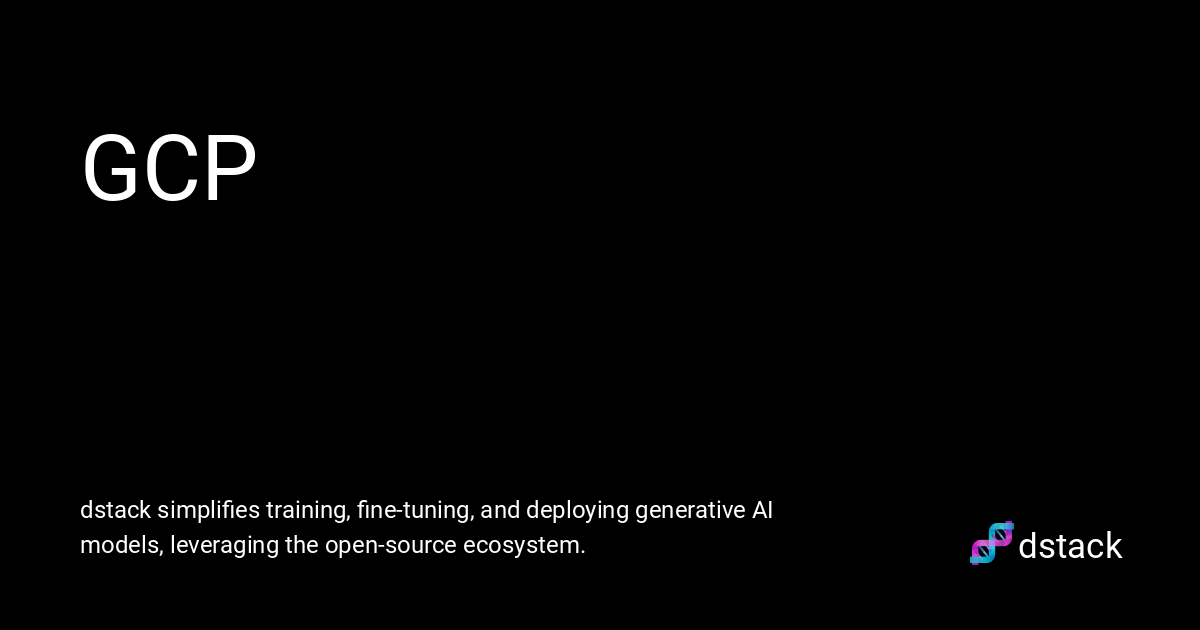 GCP
dstack simplifies training, fine-tuning, and deploying generative AI
models, leveraging the open-source ecosystem.
dstack